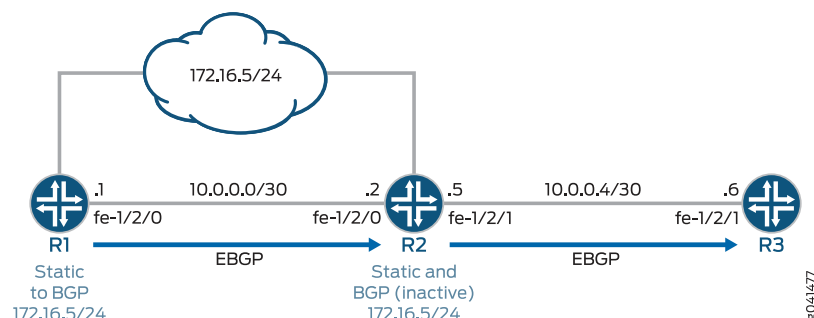 172.16.5/24
.1 10.0.0.0/30 .2 .5 10.0.0.4/30 .6
fe-1/2/0 fe-1/2/0 fe-1/2/1 fe-1/2/1
R1 R2 R3
EBGP EBGP
Static Static and
to BGP BGP (inactive)
172.16.5/24 172.16.5/24
g041477